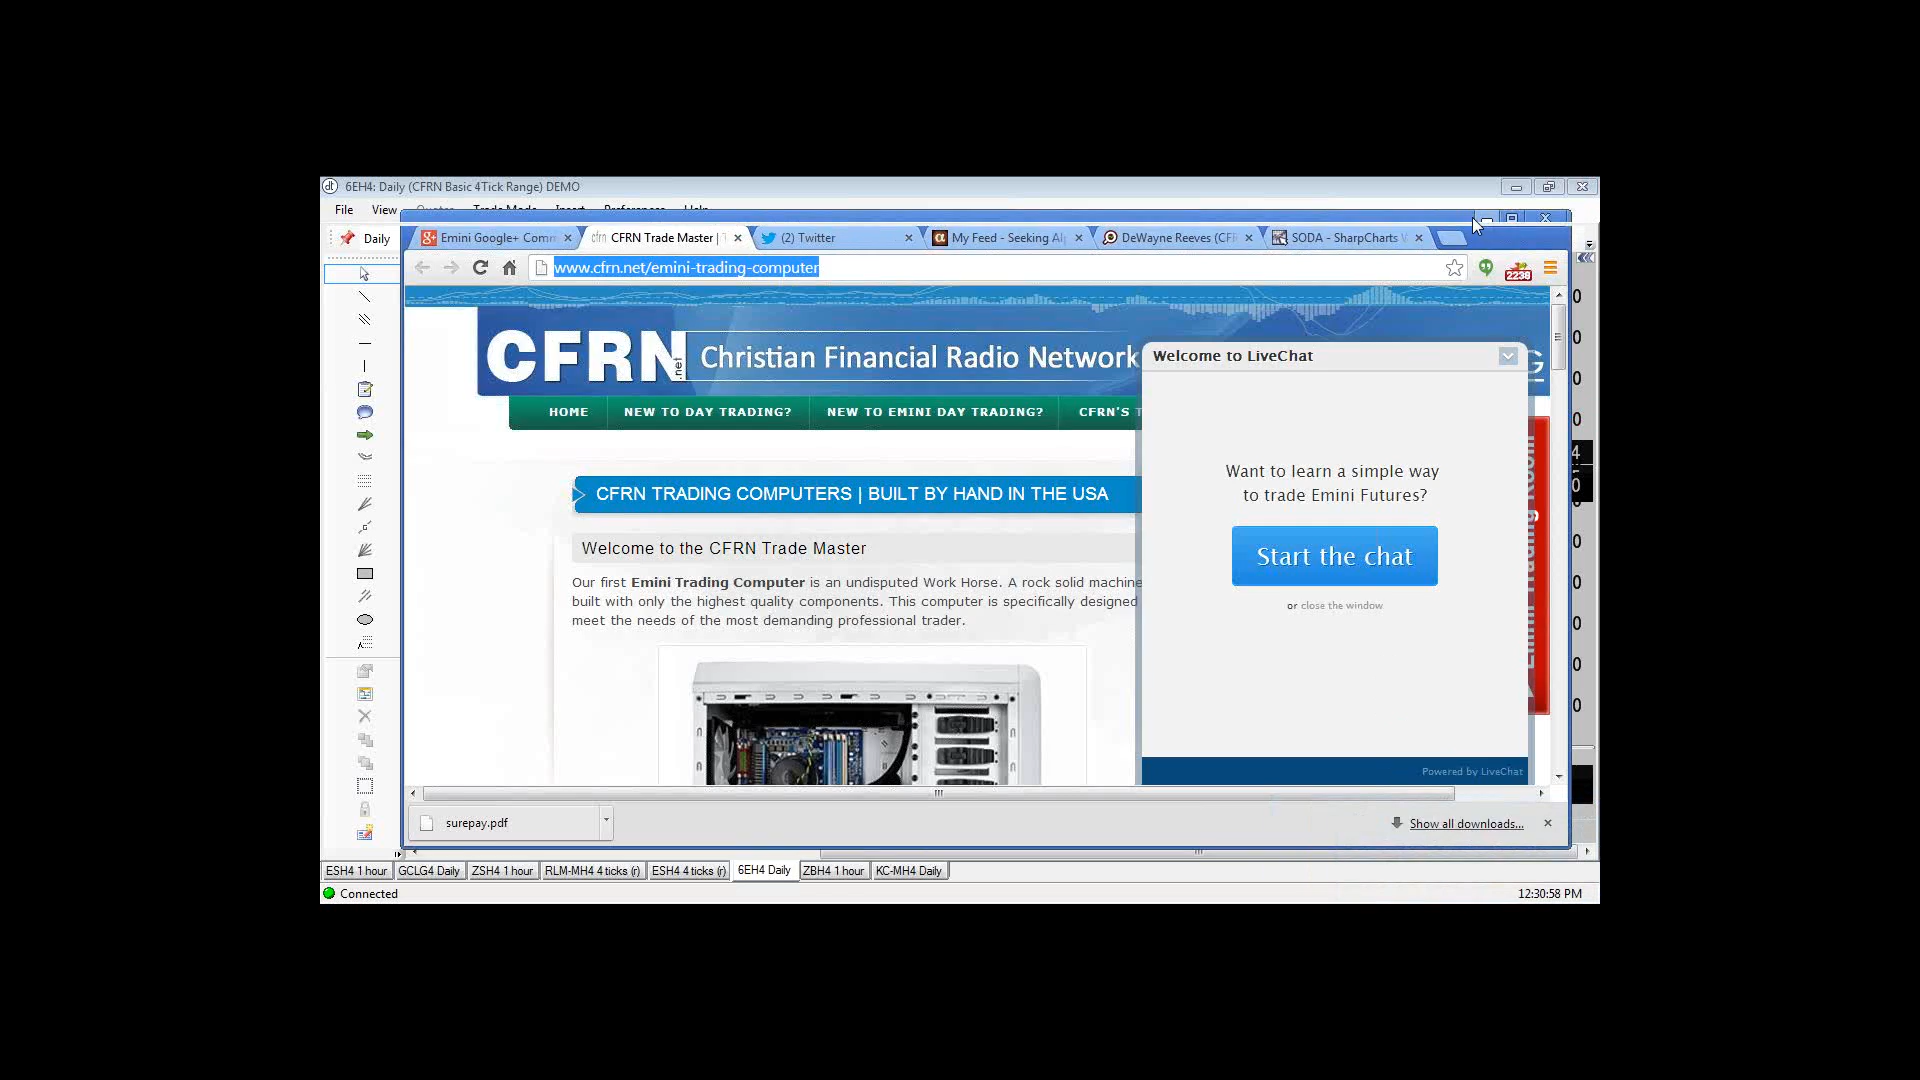 6EH4: Daily (CFRN Basic 4Tick Range) DEMO
File View Quotes Trade Mode Insert Preferences Help
Daily
Emini Google+ Comm
CFRN Trade Master | T
(2) Twitter
My Feed - Seeking Al
DeWayne Reeves (CF
SODA - SharpCharts W
www.cfrn.net/emini-trading-computer
2238
CFRN.net Christian Financial Radio Network
HOME
NEW TO DAY TRADING?
NEW TO EMINI DAY TRADING?
CFRN'S T
Welcome to LiveChat
Want to learn a simple way
to trade Emini Futures?
Start the chat
or close the window
Powered by LiveChat
CFRN TRADING COMPUTERS | BUILT BY HAND IN THE USA
Welcome to the CFRN Trade Master
Our first Emini Trading Computer is an undisputed Work Horse. A rock solid machine
built with only the highest quality components. This computer is specifically designed
meet the needs of the most demanding professional trader.
surepay.pdf
Show all downloads...
ESH4 1 hour
GCLG4 Daily
ZSH4 1 hour
RLM-MH4 4 ticks (r)
ESH4 4 ticks (r)
6EH4 Daily
ZBH4 1 hour
KC-MH4 Daily
Connected
12:30:58 PM